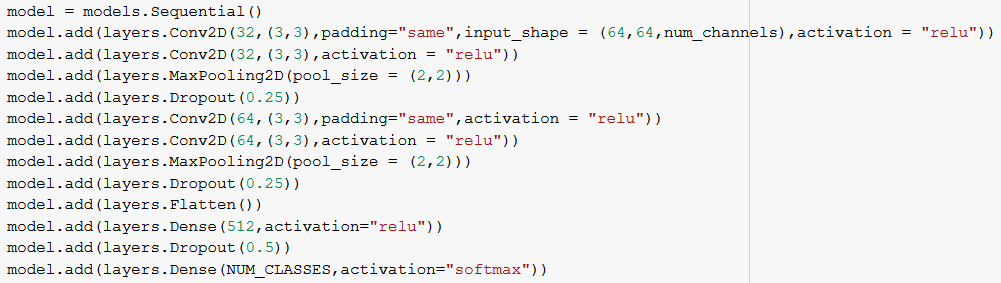 model = models.Sequential()
model.add(layers.Conv2D(32,(3,3),padding="same",input_shape = (64,64,num_channels),activation = "relu"))
model.add(layers.Conv2D(32,(3,3),activation = "relu"))
model.add(layers.MaxPooling2D(pool_size = (2,2)))
model.add(layers.Dropout(0.25))
model.add(layers.Conv2D(64,(3,3),padding="same",activation = "relu"))
model.add(layers.Conv2D(64,(3,3),activation = "relu"))
model.add(layers.MaxPooling2D(pool_size = (2,2)))
model.add(layers.Dropout(0.25))
model.add(layers.Flatten())
model.add(layers.Dense(512,activation="relu"))
model.add(layers.Dropout(0.5))
model.add(layers.Dense(NUM_CLASSES,activation="softmax"))